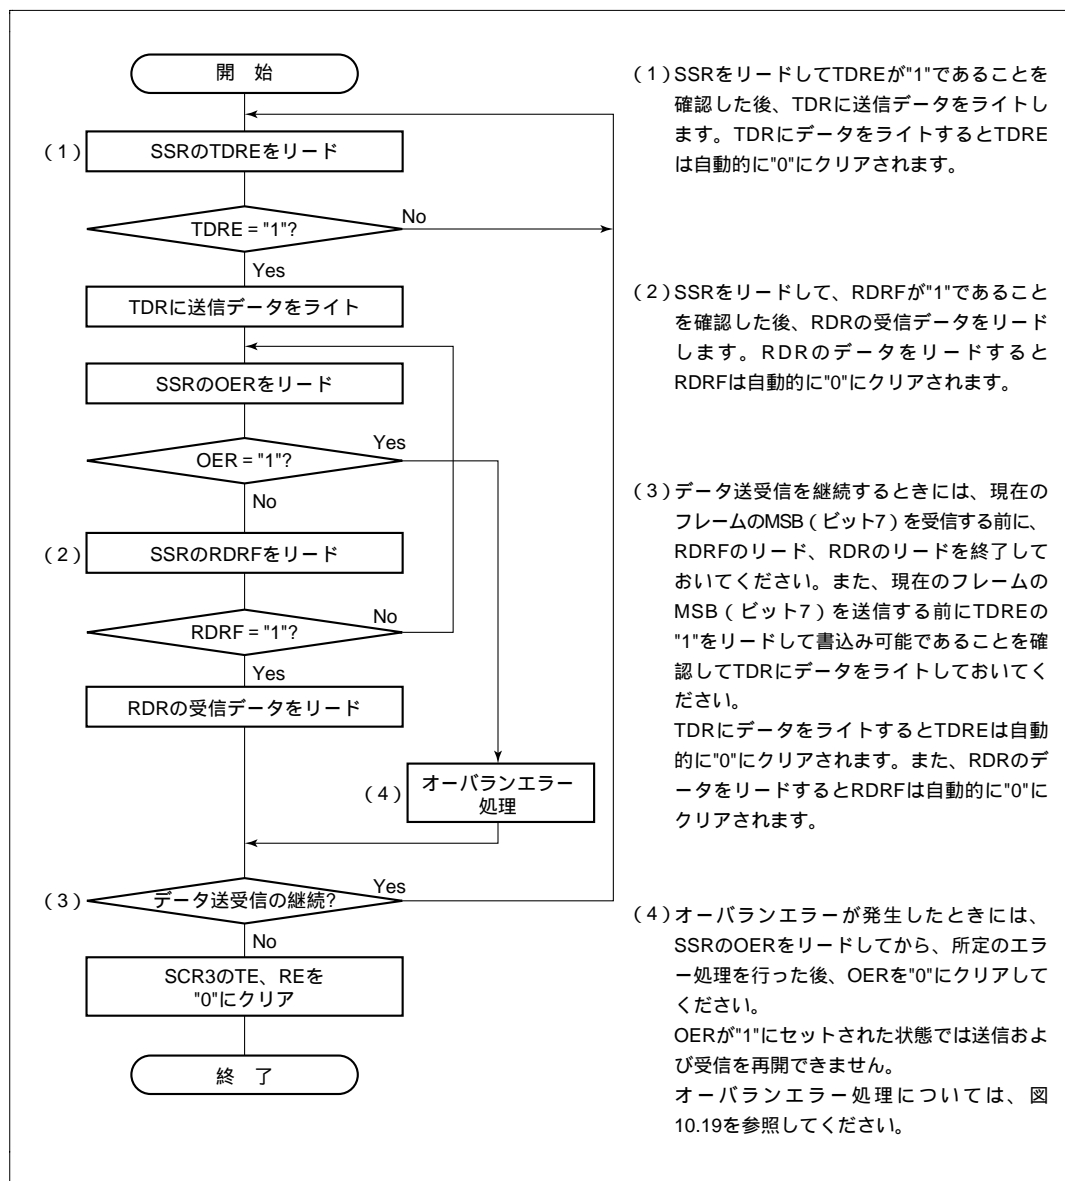 開 始
(1)
SSRのTDREをリード
TDRE = "1"?
No
Yes
TDRに送信データをライト
SSRのOERをリード
OER = "1"?
Yes
No
(2)
SSRのRDRFをリード
RDRF = "1"?
No
Yes
RDRの受信データをリード
(4)
オーバランエラー
処理
(3)
データ送受信の継続?
Yes
No
SCR3のTE、REを
"0"にクリア
終 了
(1)SSRをリードしてTDREが"1"であることを
確認した後、TDRに送信データをライトし
ます。TDRにデータをライトするとTDRE
は自動的に"0"にクリアされます。
(2)SSRをリードして、RDRFが"1"であること
を確認した後、RDRの受信データをリード
します。RDRのデータをリードすると
RDRFは自動的に"0"にクリアされます。
(3)データ送受信を継続するときには、現在の
フレームのMSB(ビット7)を受信する前に、
RDRFのリード、RDRのリードを終了して
おいてください。また、現在のフレームの
MSB(ビット7)を送信する前にTDREの
"1"をリードして書込み可能であることを確
認してTDRにデータをライトしておいてく
ださい。
TDRにデータをライトするとTDREは自動
的に"0"にクリアされます。また、RDRのデ
ータをリードするとRDRFは自動的に"0"に
クリアされます。
(4)オーバランエラーが発生したときには、
SSRのOERをリードしてから、所定のエラ
ー処理を行った後、OERを"0"にクリアして
ください。
OERが"1"にセットされた状態では送信およ
び受信を再開できません。
オーバランエラー処理については、図
10.19を参照してください。